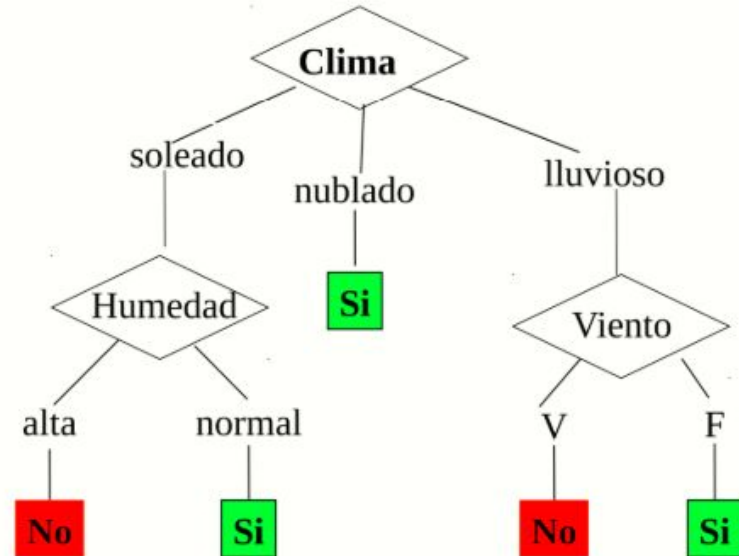 Clima
soleado
nublado
lluvioso
Humedad
Si
Viento
alta
normal
V
F
No
Si
No
Si